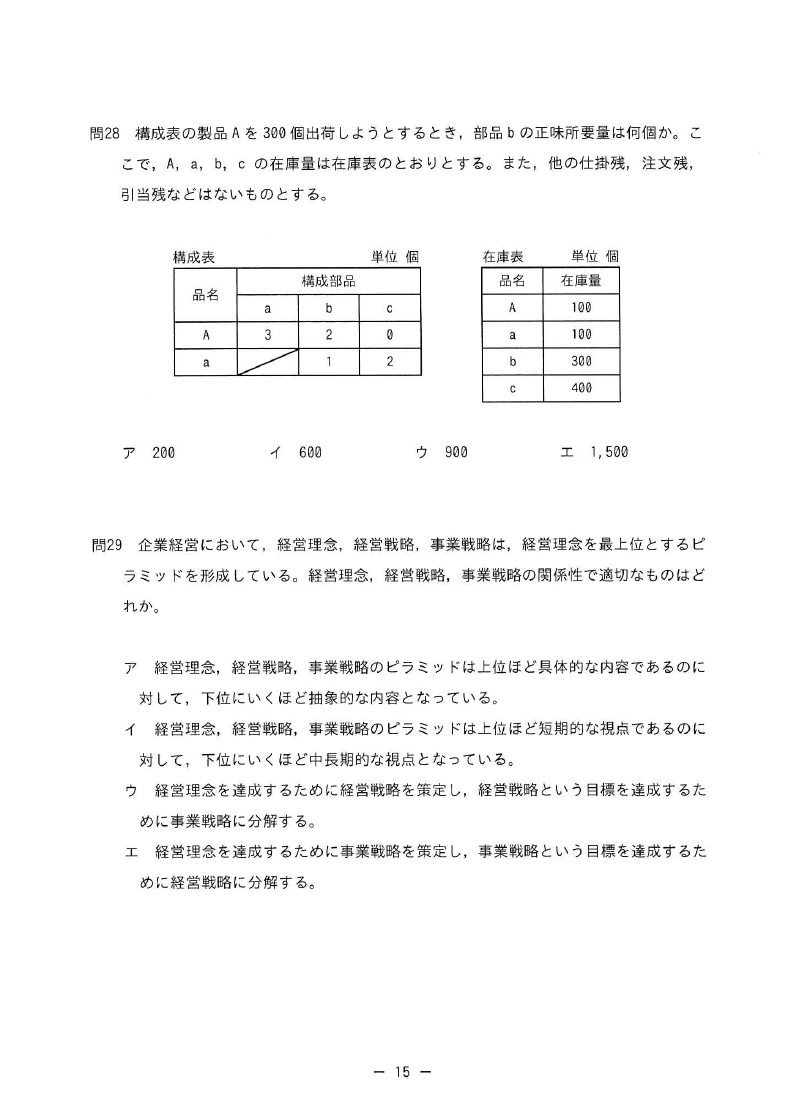 問28 構成表の製品Aを300個出荷しようとするとき，部品bの正味所要量は何個か。こ
こで，A，a，b，c の在庫量は在庫表のとおりとする。また，他の仕掛残，注文残，
引当残などはないものとする。
構成表 単位 個
品名 構成部品
a b c
A 3 2 0
a 1 2
在庫表 単位 個
品名 在庫量
A 100
a 100
b 300
c 400
ア 200 イ 600 ウ 900 エ 1,500
問29 企業経営において，経営理念，経営戦略，事業戦略は，経営理念を最上位とするピ
ラミッドを形成している。経営理念，経営戦略，事業戦略の関係性で適切なものはど
れか。
ア 経営理念，経営戦略，事業戦略のピラミッドは上位ほど具体的な内容であるのに
対して，下位にいくほど抽象的な内容となっている。
イ 経営理念，経営戦略，事業戦略のピラミッドは上位ほど短期的な視点であるのに
対して，下位にいくほど中長期的な視点となっている。
ウ 経営理念を達成するために経営戦略を策定し，経営戦略という目標を達成するた
めに事業戦略に分解する。
エ 経営理念を達成するために事業戦略を策定し，事業戦略という目標を達成するた
めに経営戦略に分解する。
－ 15 －